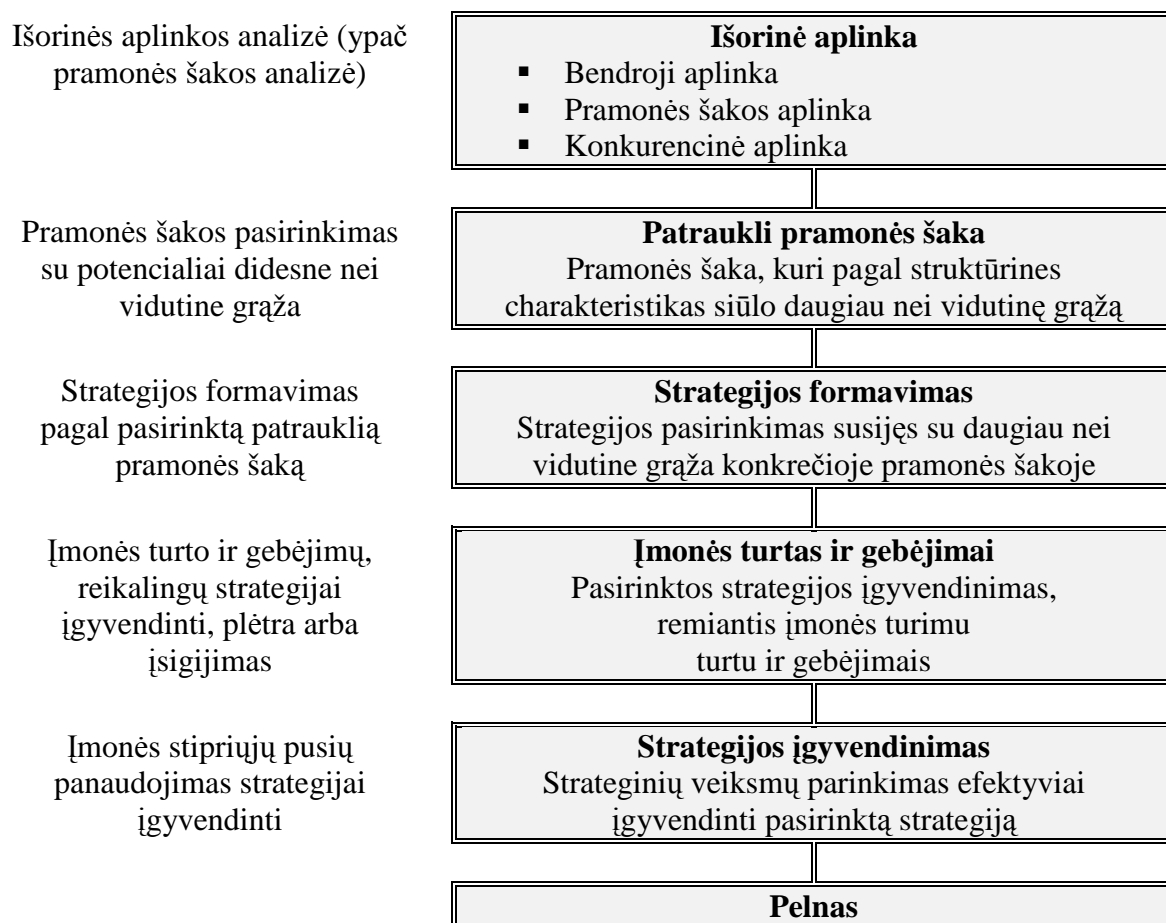 Išorinės aplinkos analizė (ypač
pramonės šakos analizė)
Išorinė aplinka
▪ Bendroji aplinka
▪ Pramonės šakos aplinka
▪ Konkurencinė aplinka
Pramonės šakos pasirinkimas
su potencialiai didesne nei
vidutine grąža
Patraukli pramonės šaka
Pramonės šaka, kuri pagal struktūrines
charakteristikas siūlo daugiau nei vidutinę grąžą
Strategijos formavimas
pagal pasirinktą patrauklią
pramonės šaką
Strategijos formavimas
Strategijos pasirinkimas susijęs su daugiau nei
vidutine grąža konkrečioje pramonės šakoje
Įmonės turto ir gebėjimų,
reikalingų strategijai
įgyvendinti, plėtra arba
įsigijimas
Įmonės turtas ir gebėjimai
Pasirinktos strategijos įgyvendinimas,
remiantis įmonės turimu
turtu ir gebėjimais
Įmonės stipriųjų pusių
panaudojimas strategijai
įgyvendinti
Strategijos įgyvendinimas
Strateginių veiksmų parinkimas efektyviai
įgyvendinti pasirinktą strategiją
Pelnas